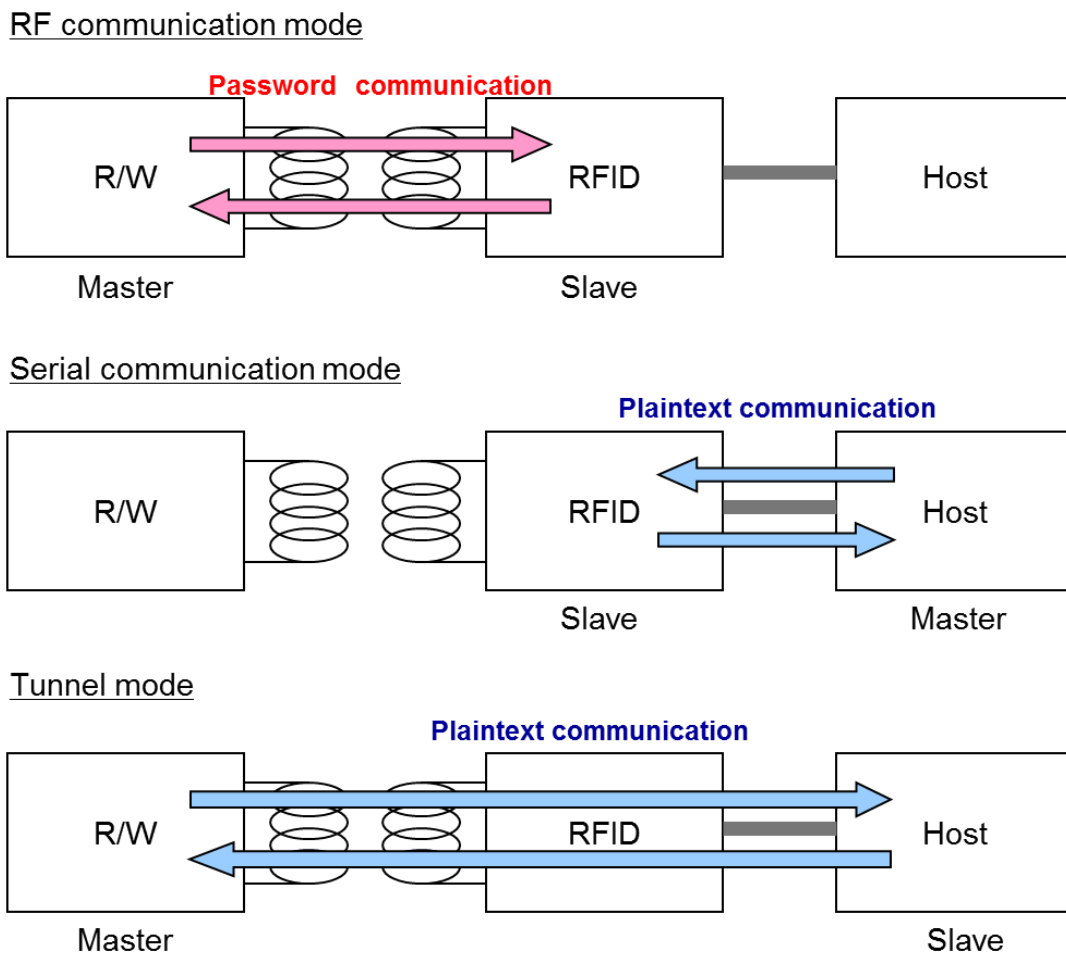 RF communication mode
Password communication
R/W RFID Host
Master Slave
Serial communication mode
Plaintext communication
R/W RFID Host
Slave Master
Tunnel mode
Plaintext communication
R/W RFID Host
Master Slave